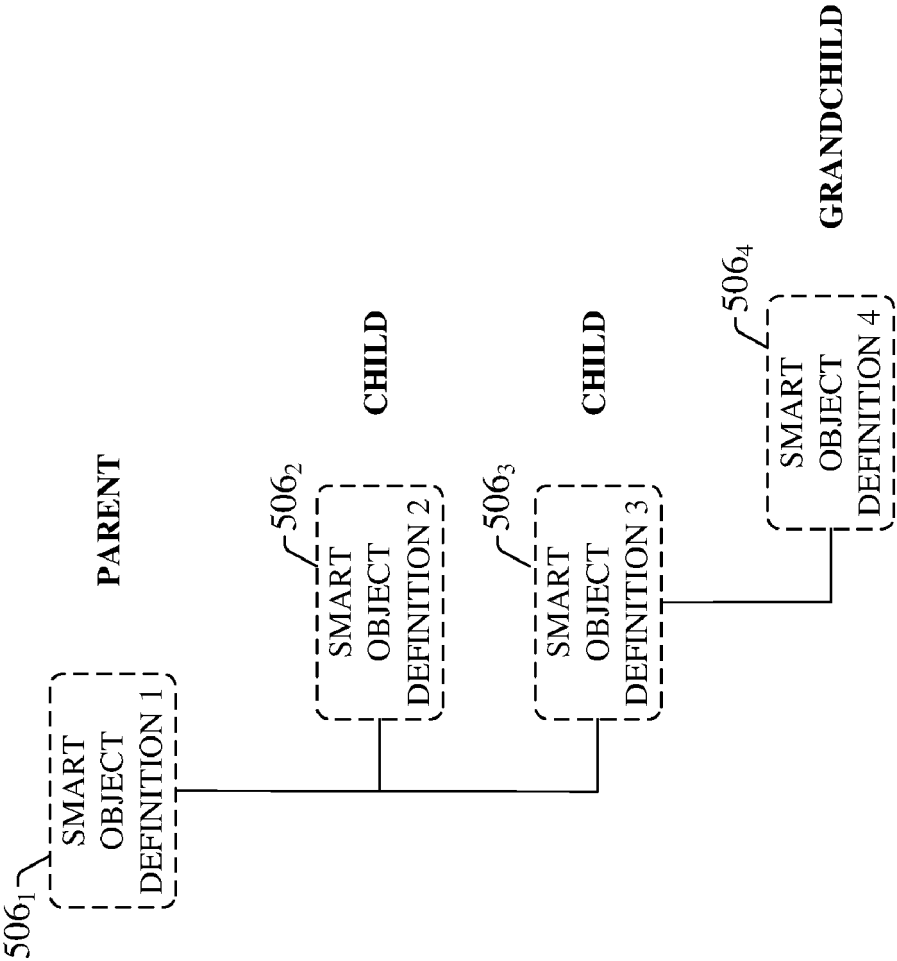 506₁
SMART
OBJECT
DEFINITION 1
PARENT
506₂
SMART
OBJECT
DEFINITION 2
CHILD
506₃
SMART
OBJECT
DEFINITION 3
CHILD
506₄
SMART
OBJECT
DEFINITION 4
GRANDCHILD